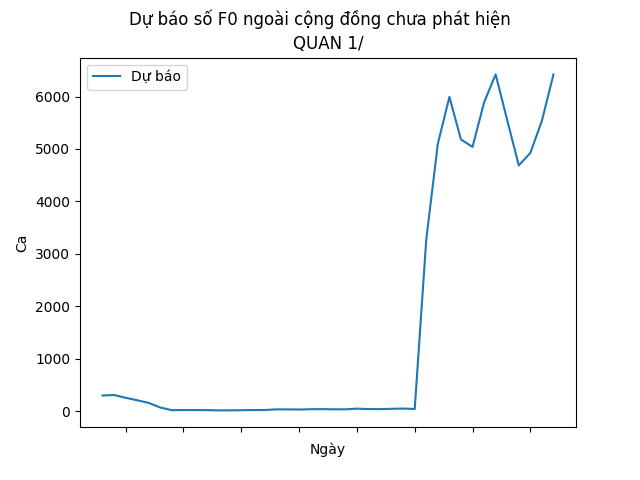 Dự báo số F0 ngoài cộng đồng chưa phát hiện
QUAN 1/
Dự báo
6000
5000
4000
3000
2000
1000
0
Ca
Ngày